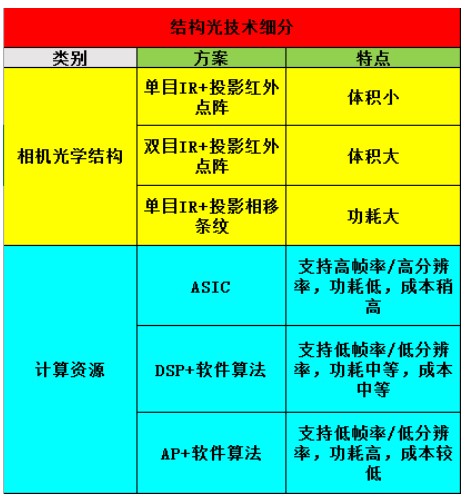 结构光技术细分
类别
方案
特点
相机光学结构
单目IR+投影红外
点阵
体积小
双目IR+投影红外
点阵
体积大
单目IR+投影相移
条纹
功耗大
计算资源
ASIC
支持高帧率/高分辨
率，功耗低，成本稍
高
DSP+软件算法
支持低帧率/低分辨
率，功耗中等，成本
中等
AP+软件算法
支持低帧率/低分辨
率，功耗高，成本较
低